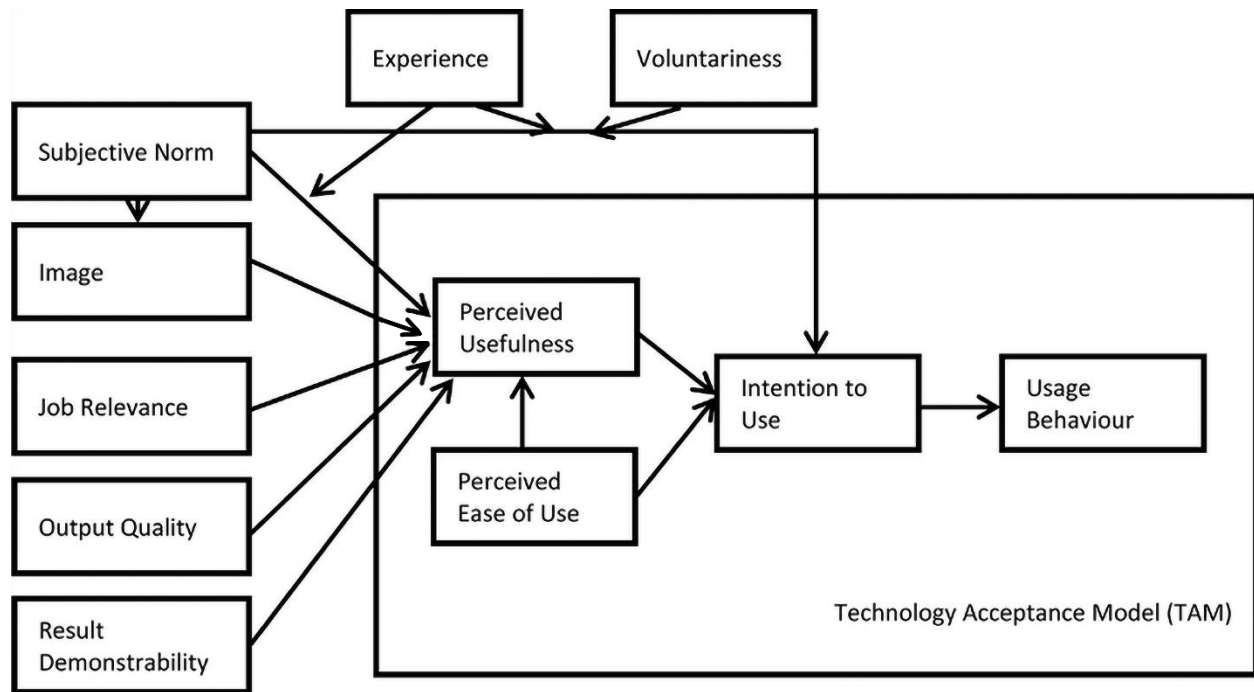 Experience
Voluntariness
Subjective Norm
Image
Job Relevance
Output Quality
Result
Demonstrability
Perceived
Usefulness
Perceived
Ease of Use
Intention to
Use
Usage
Behaviour
Technology Acceptance Model (TAM)